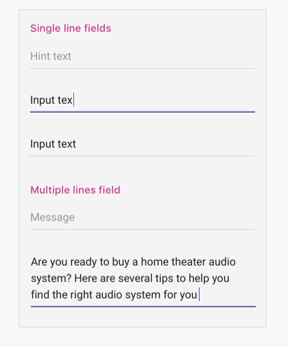 Single line fields
Hint text
Input tex
Input text
Multiple lines field
Message
Are you ready to buy a home theater audio
system? Here are several tips to help you
find the right audio system for you